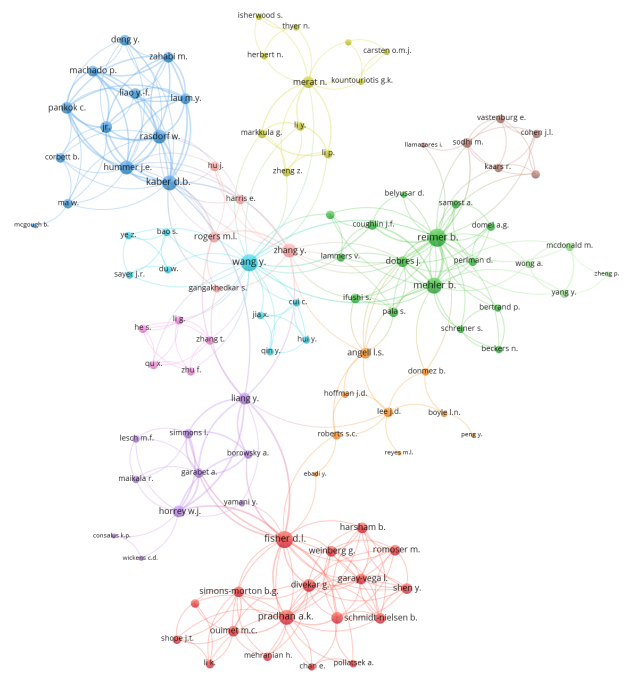 isherwood s.
thyer n.
deng y.
carsten o.m.j.
zahabi m.
herbert n.
machado p.
merat n.
kountouriotis g.k.
liao y.-f.
lau m.y.
pankok c.
vastenburg e.
jr.
rasdorf w.
markkula g.
li y.
cohen j.l.
llamazares i.
sodhi m.
corbett b.
li p.
hummer j.e.
hu j.
kaars r.
kaber d.b.
zheng z.
belyusar d.
harris e.
ma w.
samost a.
mcgough b.
coughlin j.f.
domel a.g.
ye z.
bao s.
rogers m.l.
reimer b.
mcdonald m.
zhang y.
lammers v.
dobres j.
perlman d.
wong a.
wang y.
sayer j.r.
du w.
zheng p.
mehler b.
gangakhedkar s.
cui c.
ifushi s.
yang y.
jia x.
pala s.
bertrand p.
li g.
he s.
schreiner s.
zhang t.
hui y.
qin y.
angell l.s.
beckers n.
qu x.
zhu f.
donmez b.
hoffman j.d.
liang y.
lee j.d.
boyle l.n.
lesch m.f.
simmons l.
roberts s.c.
peng y.
borowsky a.
reyes m.l.
maikala r.
garabet a.
ebadi y.
yamani y.
horrey w.j.
harsham b.
consalus k.p.
fisher d.l.
weinberg g.
romoser m.
wickens c.d.
garay-vega l.
divekar g.
shen y.
simons-morton b.g.
pradhan a.k.
schmidt-nielsen b.
ouimet m.c.
shope j.t.
mehranian h.
li k.
chan e.
pollatsek a.